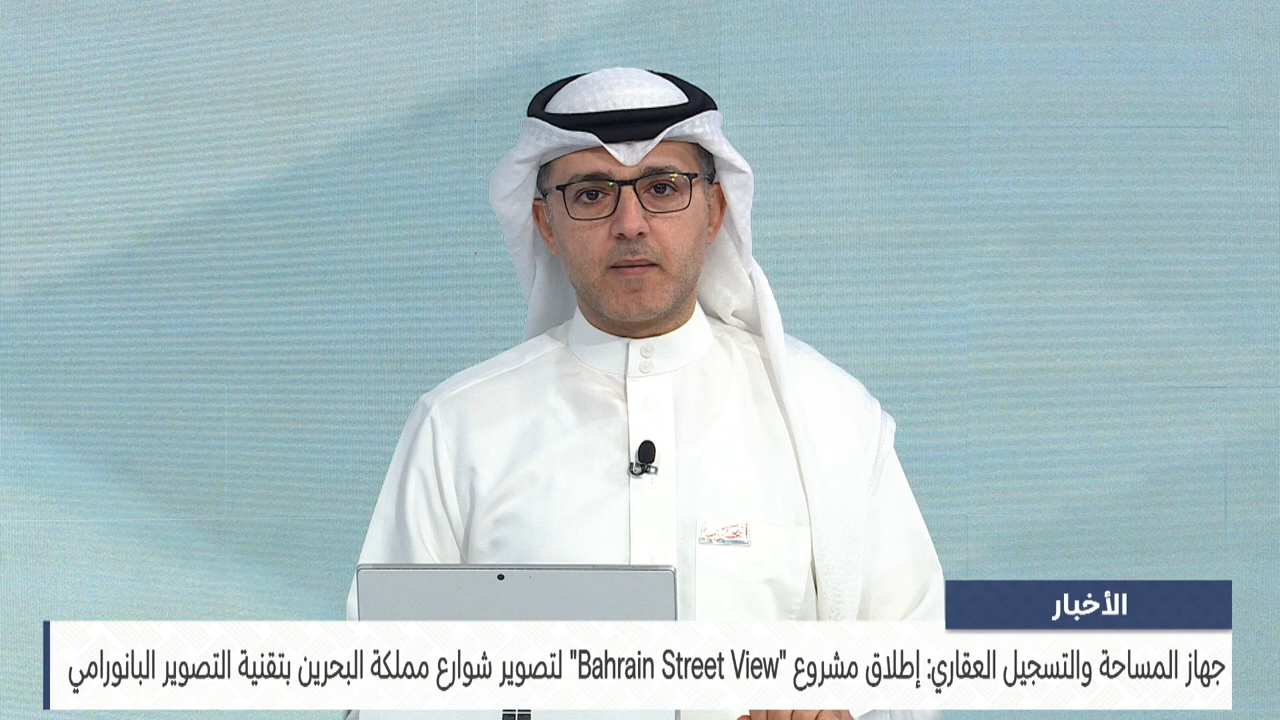 الأخبار
جهاز المساحة والتسجيل العقاري: إطلاق مشروع "Bahrain Street View" لتصوير شوارع مملكة البحرين بتقنية التصوير البانورامي